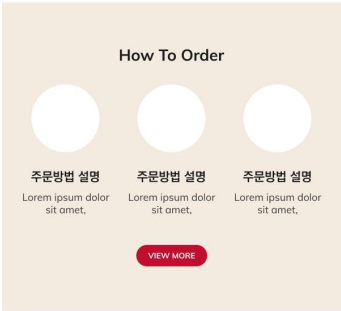 How To Order
주문방법 설명
주문방법 설명
주문방법 설명
Lorem ipsum dolor
sit amet,
Lorem ipsum dolor
sit amet,
Lorem ipsum dolor
sit amet,
VIEW MORE